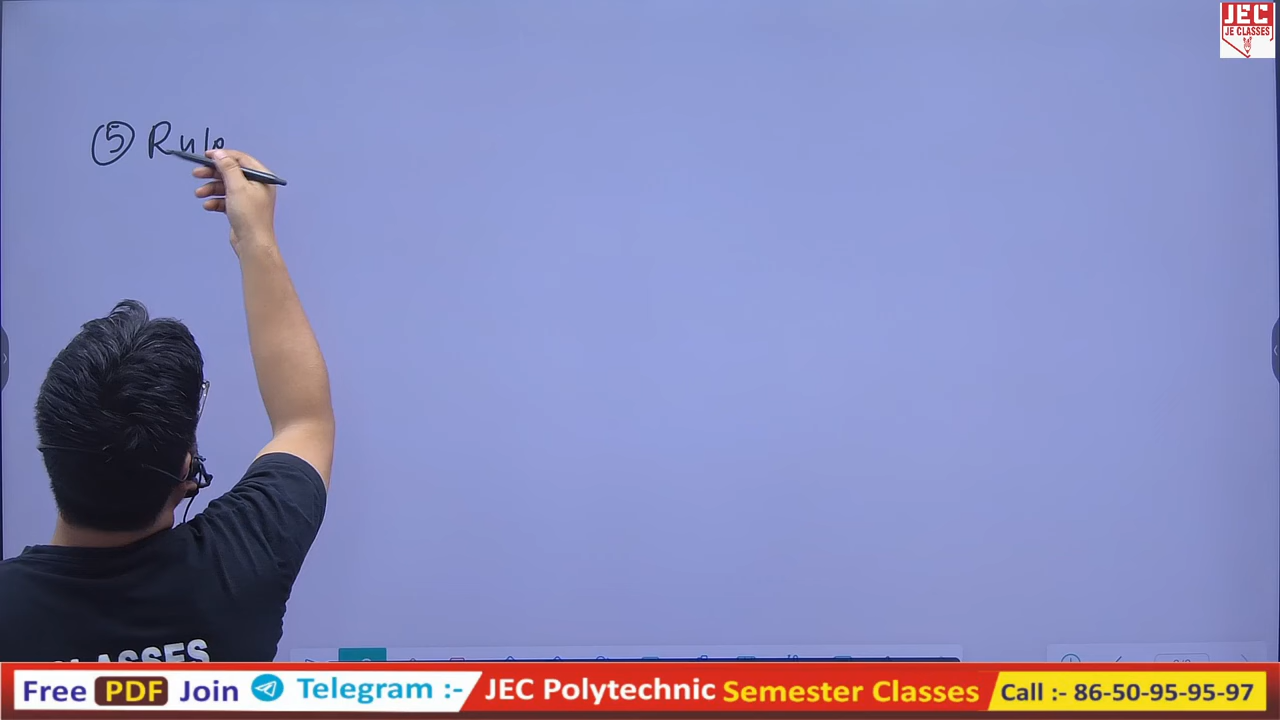 JEC
JE CLASSES
⑤ Rule
CLASSES
Free PDF Join Telegram :- JEC Polytechnic Semester Classes Call :- 86-50-95-95-97